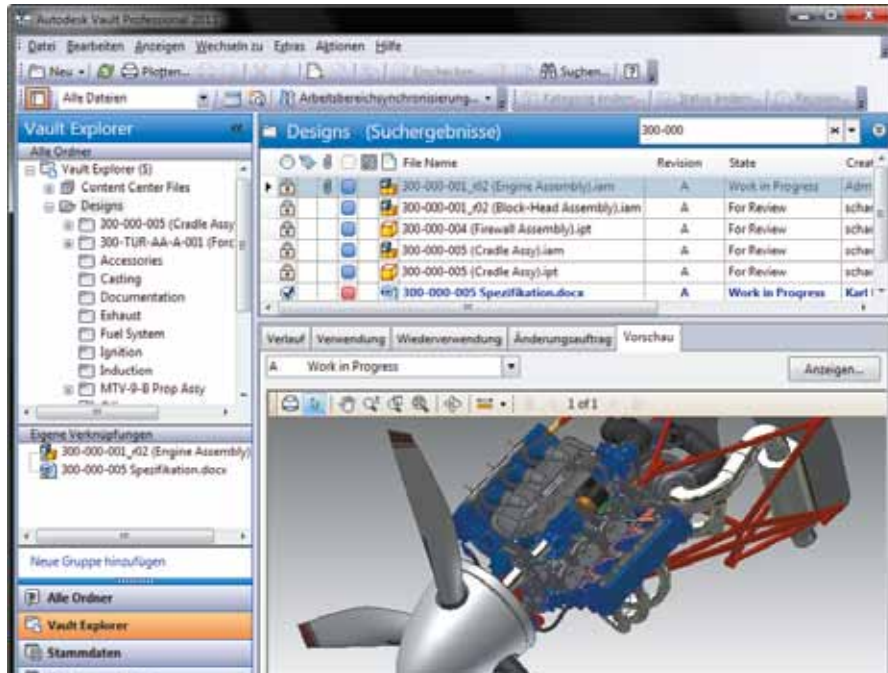 Autodesk Vault Professional 2011
Datei Bearbeiten Anzeigen Wechseln zu Extras Aktionen Hilfe
Neu Plotten... Suchen...
Alle Dateien Arbeitsbereichsynchronisierung...
Vault Explorer
Alle Ordner
Vault Explorer (S)
Content Center Files
Designs
300-000-005 (Cradle Assy
300-TUR-AA-A-001 (Forc
Accessories
Casting
Documentation
Exhaust
Fuel System
Ignition
Induction
MTV-9-B Prop Assy
Eigene Verknüpfungen
300-000-001_r02 (Engine Assembly)
300-000-005 Spezifikation.docx
Neue Gruppe hinzufügen
Alle Ordner
Vault Explorer
Stammdaten
Designs (Suchergebnisse) 300-000
File Name Revision State Creat
300-000-001_r02 (Engine Assembly).iam A Work in Progress Adm
300-000-001_r02 (Block-Head Assembly).iam A For Review schar
300-000-004 (Firewall Assembly).ipt A For Review schar
300-000-005 (Cradle Assy).iam A For Review schar
300-000-005 (Cradle Assy).ipt A For Review schar
300-000-005 Spezifikation.docx A Work in Progress Karl
Verlauf Verwendung Wiederverwendung Änderungsauftrag Vorschau
A Work in Progress Anzeigen...
1 of 1